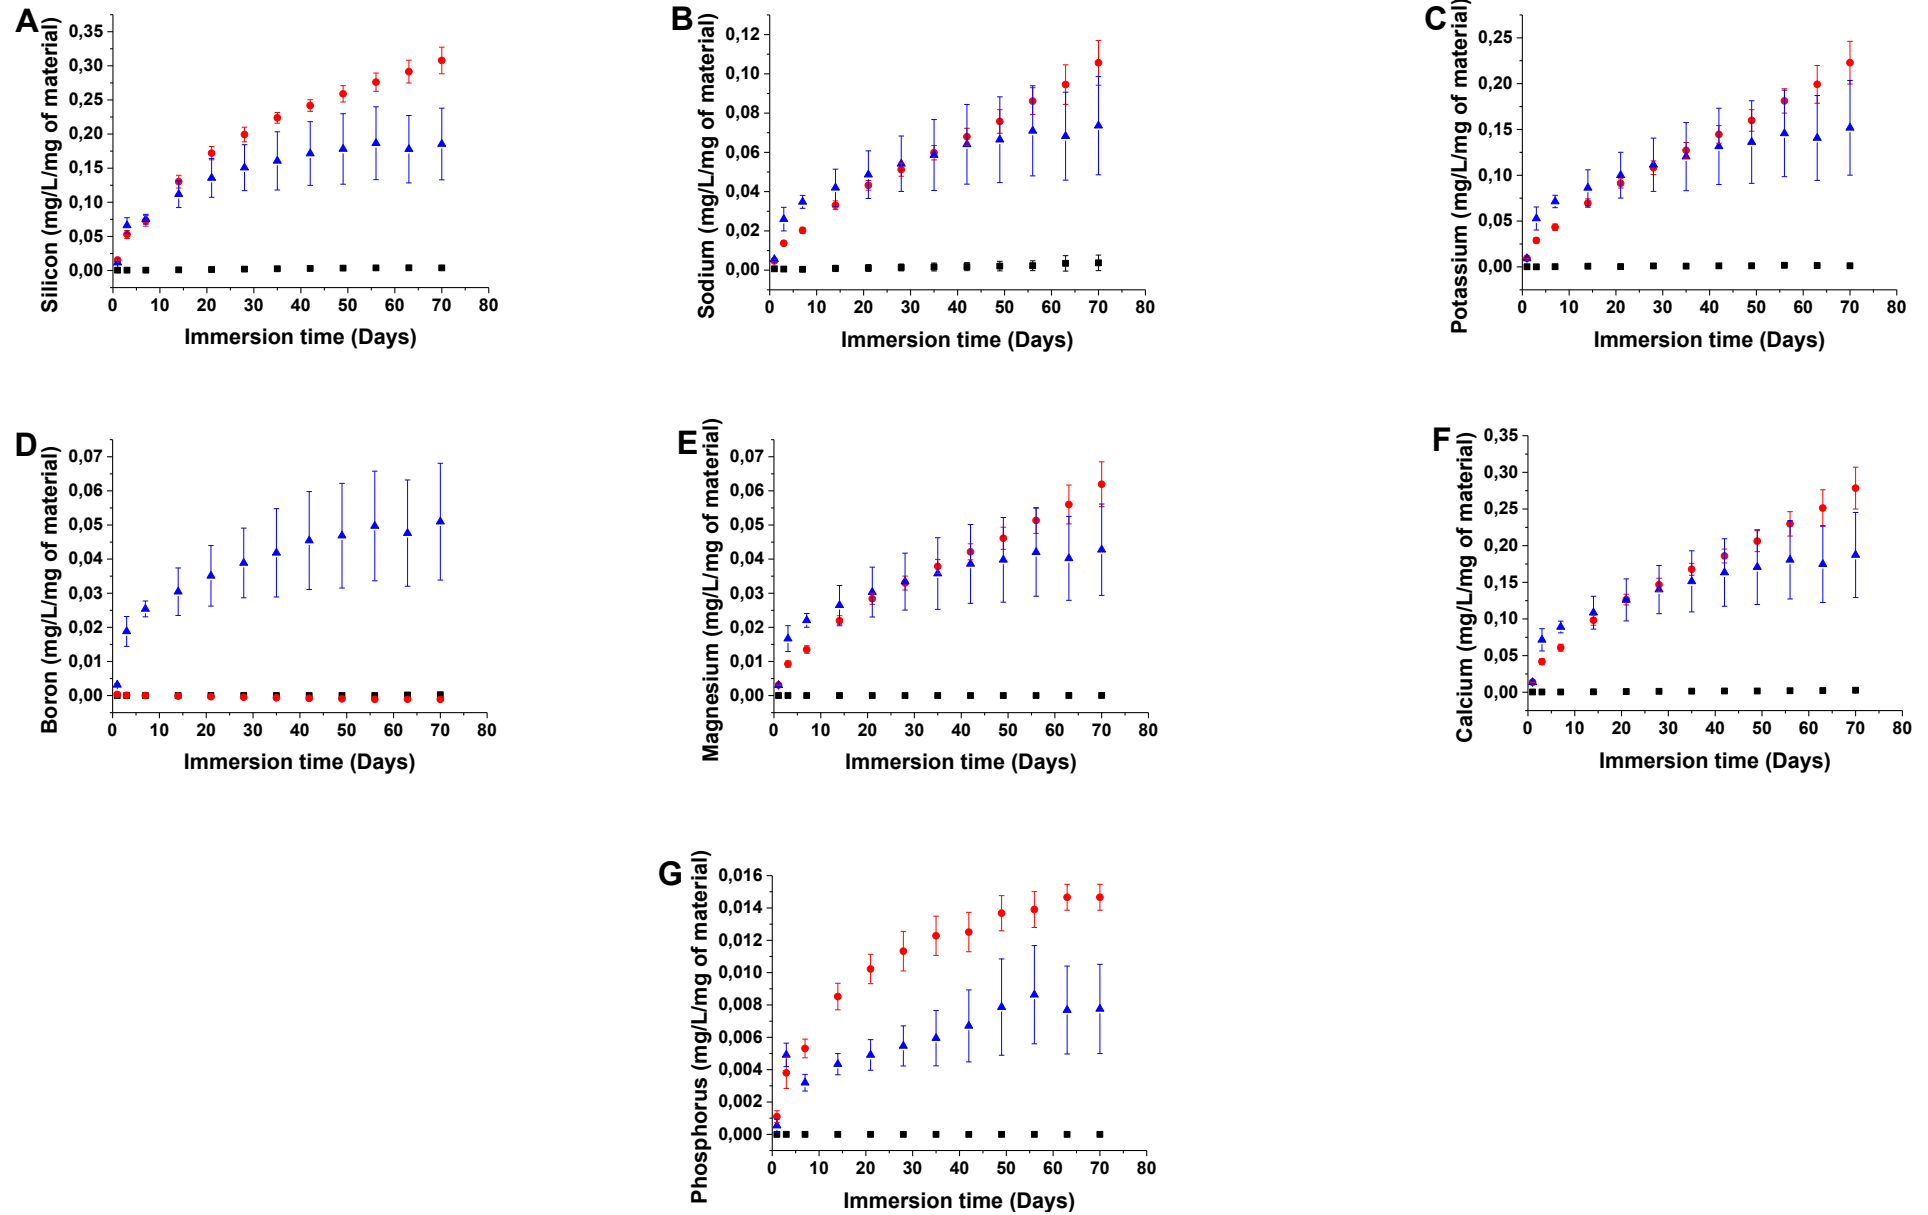 A
Silicon (mg/L/mg of material)
0,35
0,30
0,25
0,20
0,15
0,10
0,05
0,00
0 10 20 30 40 50 60 70 80
Immersion time (Days)
B
Sodium (mg/L/mg of material)
0,12
0,10
0,08
0,06
0,04
0,02
0,00
0 10 20 30 40 50 60 70 80
Immersion time (Days)
C
Potassium (mg/L/mg of material)
0,25
0,20
0,15
0,10
0,05
0,00
0 10 20 30 40 50 60 70 80
Immersion time (Days)
D
Boron (mg/L/mg of material)
0,07
0,06
0,05
0,04
0,03
0,02
0,01
0,00
0 10 20 30 40 50 60 70 80
Immersion time (Days)
E
Magnesium (mg/L/mg of material)
0,07
0,06
0,05
0,04
0,03
0,02
0,01
0,00
0 10 20 30 40 50 60 70 80
Immersion time (Days)
F
Calcium (mg/L/mg of material)
0,35
0,30
0,25
0,20
0,15
0,10
0,05
0,00
0 10 20 30 40 50 60 70 80
Immersion time (Days)
G
Phosphorus (mg/L/mg of material)
0,016
0,014
0,012
0,010
0,008
0,006
0,004
0,002
0,000
0 10 20 30 40 50 60 70 80
Immersion time (Days)